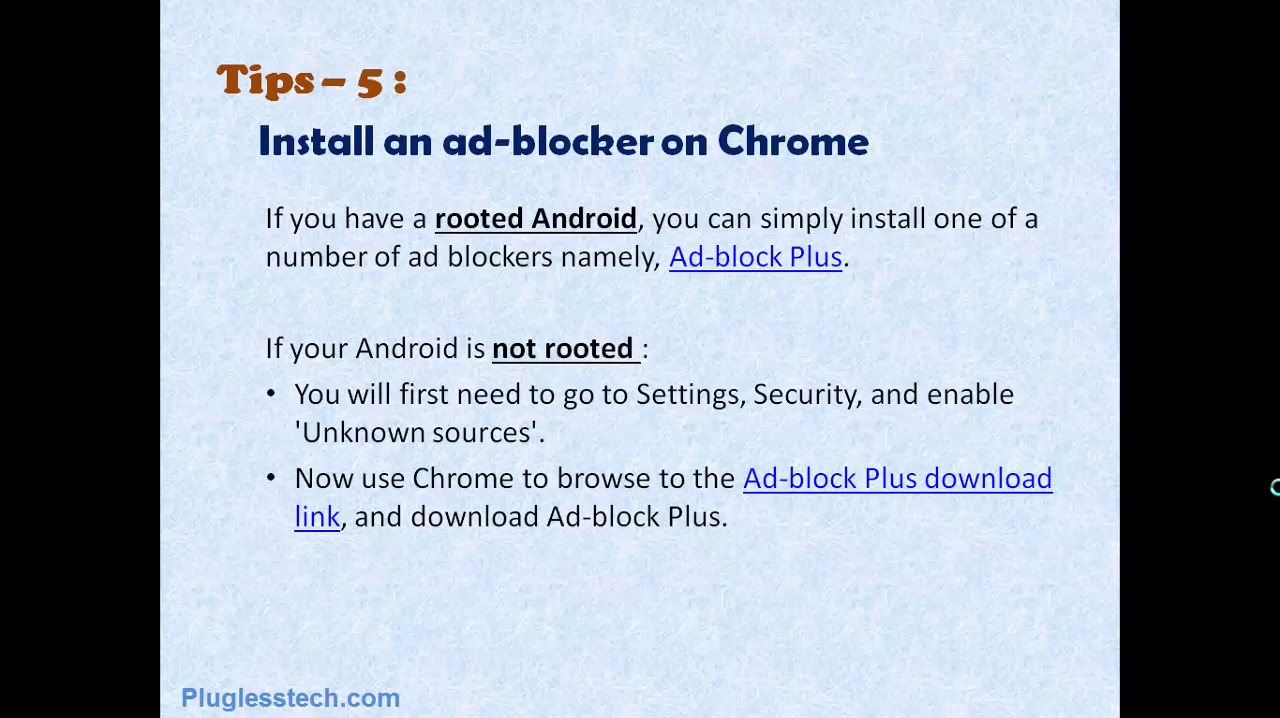 Tips – 5 :
Install an ad-blocker on Chrome
If you have a rooted Android, you can simply install one of a
number of ad blockers namely, Ad-block Plus.
If your Android is not rooted :
• You will first need to go to Settings, Security, and enable
'Unknown sources'.
• Now use Chrome to browse to the Ad-block Plus download
link, and download Ad-block Plus.
Pluglesstech.com